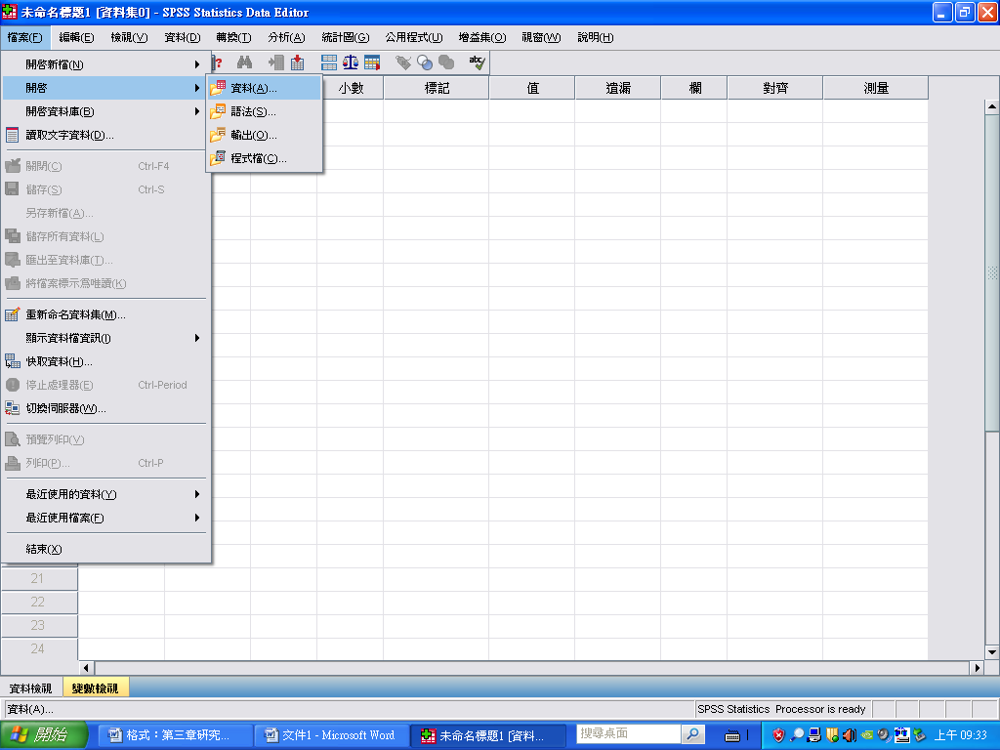 未命名標題1 [資料集0] - SPSS Statistics Data Editor
檔案(F) 編輯(E) 檢視(V) 資料(D) 轉換(T) 分析(A) 統計圖(G) 公用程式(U) 增益集(O) 視窗(W) 說明(H)
開啓新檔(N)
開啓
開啓資料庫(B)
讀取文字資料(D)...
關閉(C) Ctrl-F4
儲存(S) Ctrl-S
另存新檔(A)...
儲存所有資料(L)
匯出至資料庫(T)...
將檔案標示爲唯讀(K)
重新命名資料集(M)...
顯示資料檔資訊(I)
快取資料(H)...
停止處理器(E) Ctrl-Period
切換伺服器(W)...
預覽列印(V)
列印(P)... Ctrl-P
最近使用的資料(Y)
最近使用檔案(F)
結束(X)
資料(A)...
語法(S)...
輸出(O)...
程式檔(C)...
小數 標記 值 遺漏 欄 對齊 測量
21
22
23
24
資料檢視 變數檢視
資料(A)... SPSS Statistics Processor is ready
開始 格式：第三章研究... 文件1 - Microsoft Word 未命名標題1 [資料... 搜尋桌面 上午 09:33